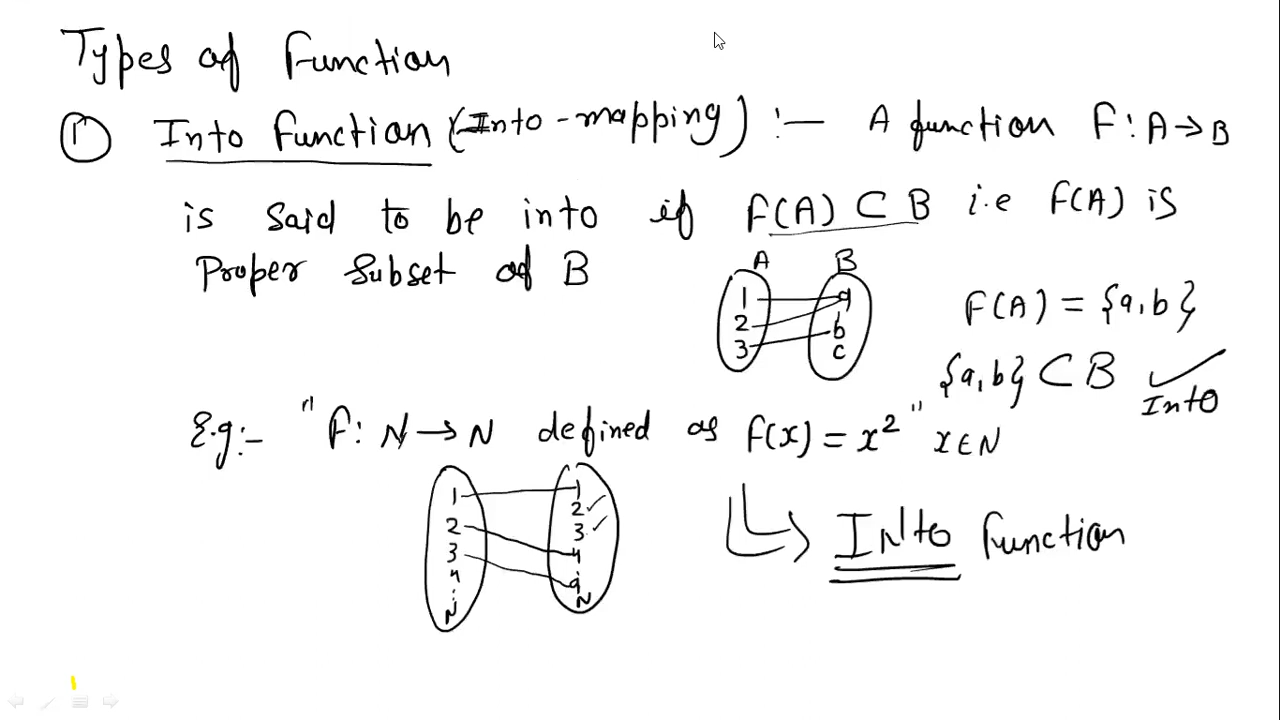 Types of Function
① Into Function (Into-mapping) :- A function F: A→B
is said to be into if F(A) ⊂ B i.e F(A) is
Proper Subset of B
A B
1 a
2 b
3 c
F(A) = {a,b}
{a,b} ⊂ B ✓
Into
E.g:- "F: N→N defined as f(x) = x² " x∈N
1 1
2 2 ✓
3 3 ✓
4 4
: :
9
N N
INto Function